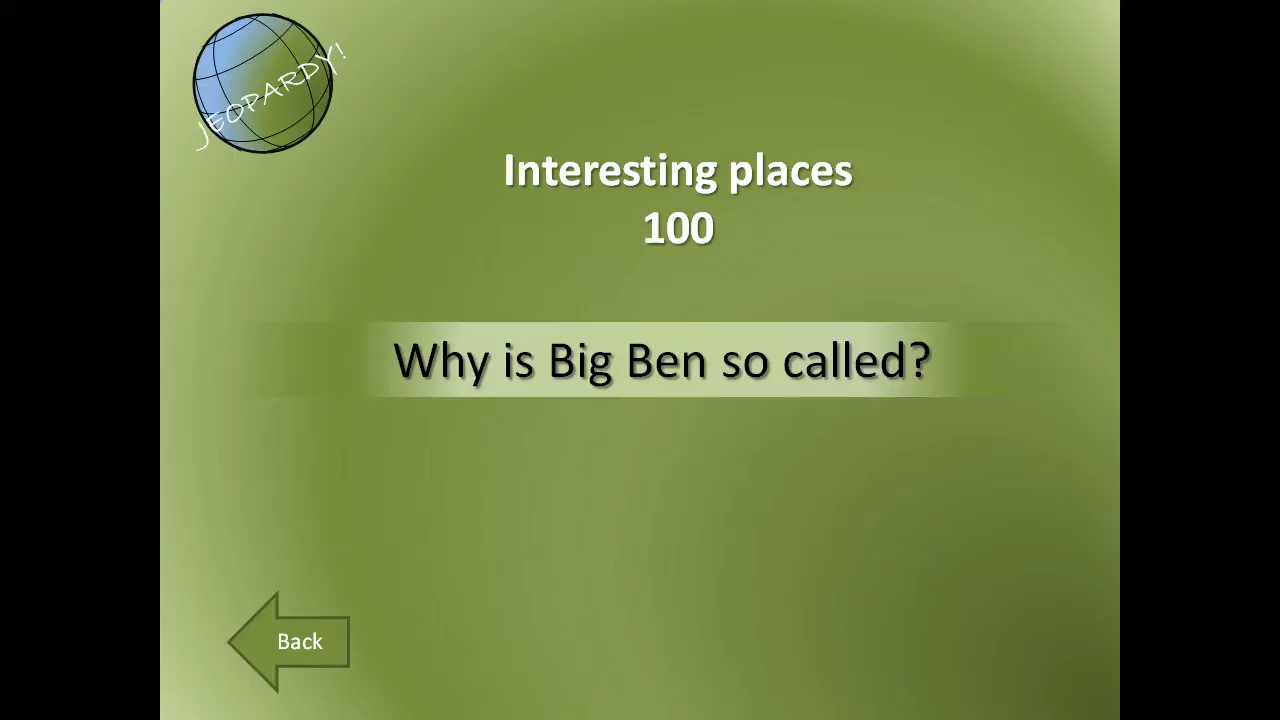 JEOPARDY!
Interesting places
100
Why is Big Ben so called?
Back